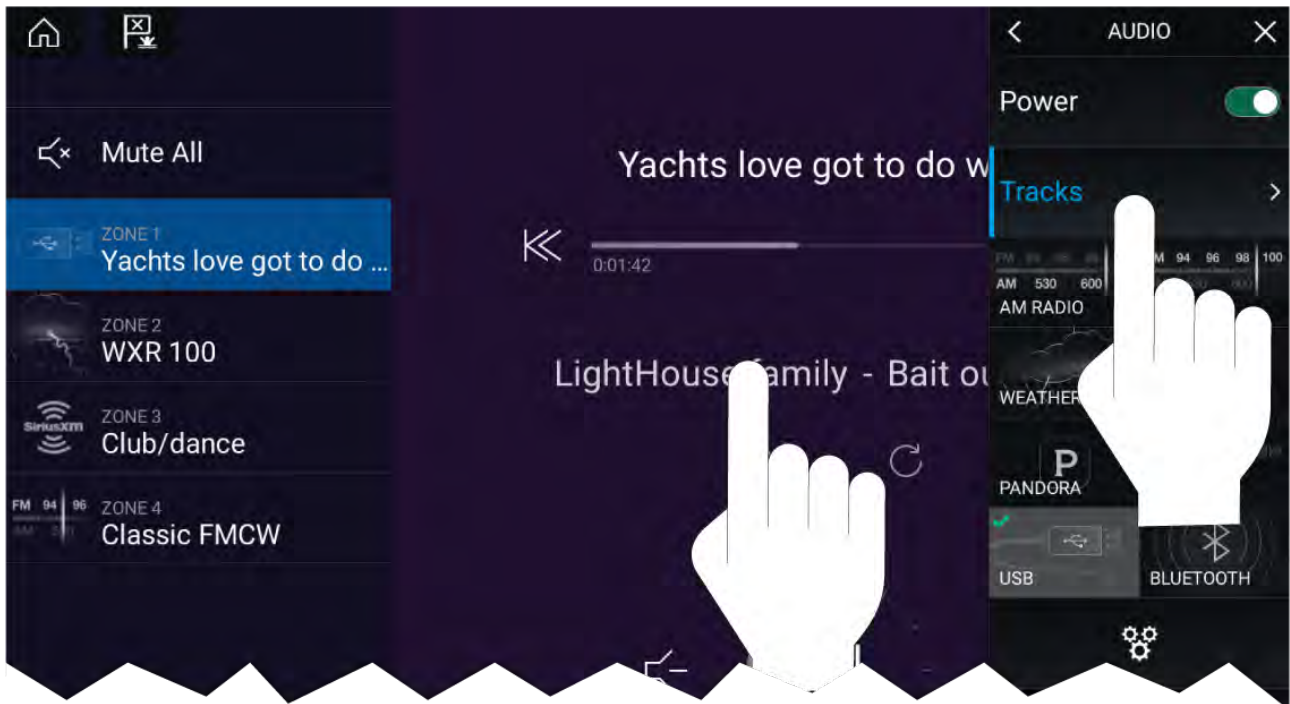 Mute All
ZONE 1
Yachts love got to do ...
ZONE 2
WXR 100
siriusxm
ZONE 3
Club/dance
FM 94 96
ZONE 4
Classic FMCW
Yachts love got to do w
0:01:42
LightHouse family - Bait ou
AUDIO
Power
Tracks
94 96 98 100
AM 530 600
AM RADIO
WEATHER
P
PANDORA
USB
BLUETOOTH